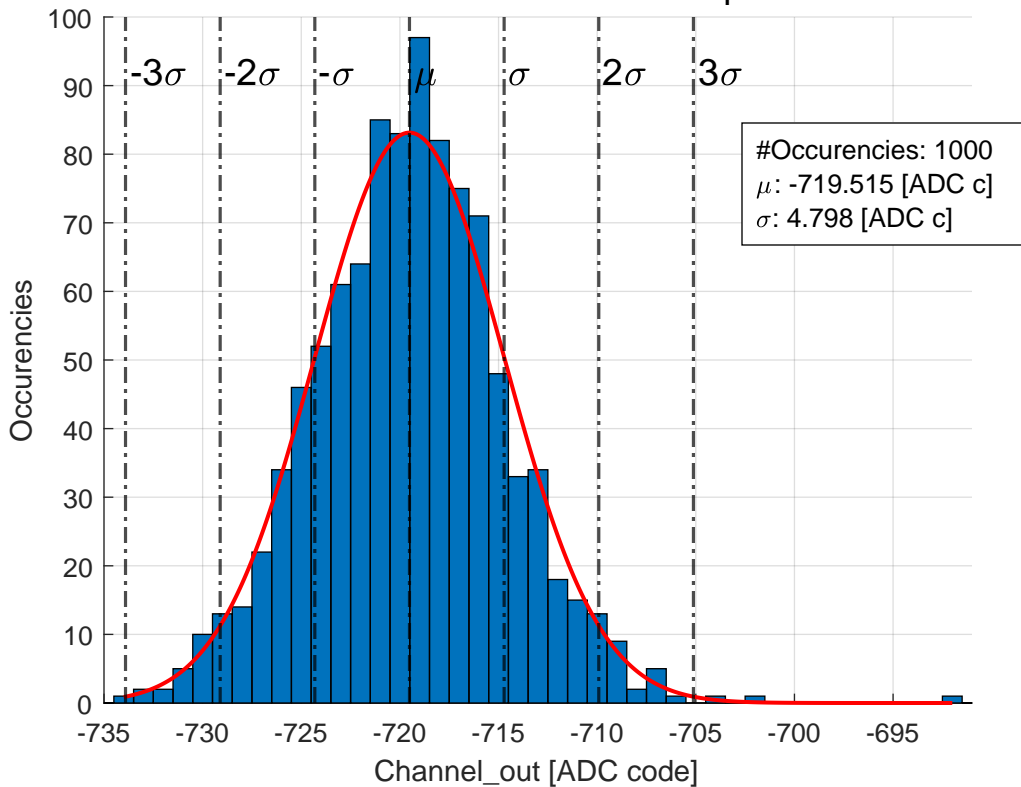 100
90
80
70
60
50
40
30
20
10
0
-3σ
-2σ
-σ
μ
σ
2σ
3σ
#Occurencies: 1000
μ: -719.515 [ADC c]
σ: 4.798 [ADC c]
Occurencies
-735
-730
-725
-720
-715
-710
-705
-700
-695
Channel_out [ADC code]